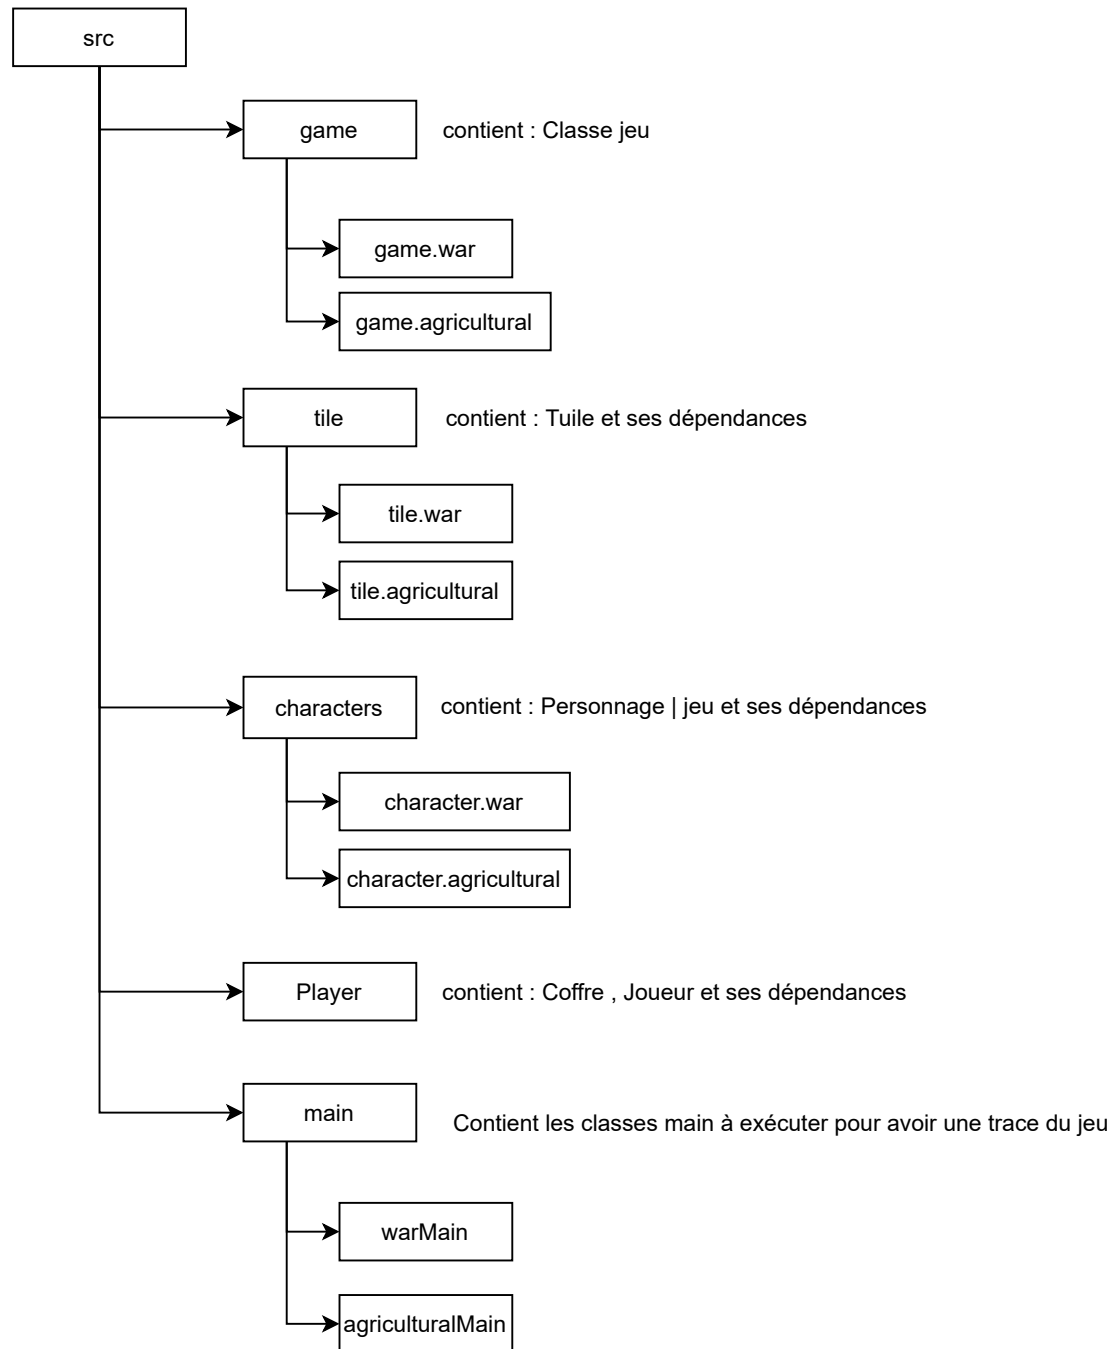 src
game
contient : Classe jeu
game.war
game.agricultural
tile
contient : Tuile et ses dépendances
tile.war
tile.agricultural
characters
contient : Personnage | jeu et ses dépendances
character.war
character.agricultural
Player
contient : Coffre , Joueur et ses dépendances
main
Contient les classes main à exécuter pour avoir une trace du jeu
warMain
agriculturalMain